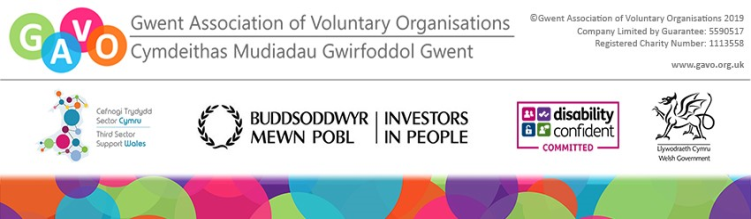 GAVO
Gwent Association of Voluntary Organisations
Cymdeithas Mudiadau Gwirfoddol Gwent
©Gwent Association of Voluntary Organisations 2019
Company Limited by Guarantee: 5590517
Registered Charity Number: 1113558
www.gavo.org.uk
Cefnogi Trydydd
Sector Cymru
Third Sector
Support Wales
BUDDSODDWYR
MEWN POBL
INVESTORS
IN PEOPLE
disability
confident
COMMITTED
Llywodraeth Cymru
Welsh Government